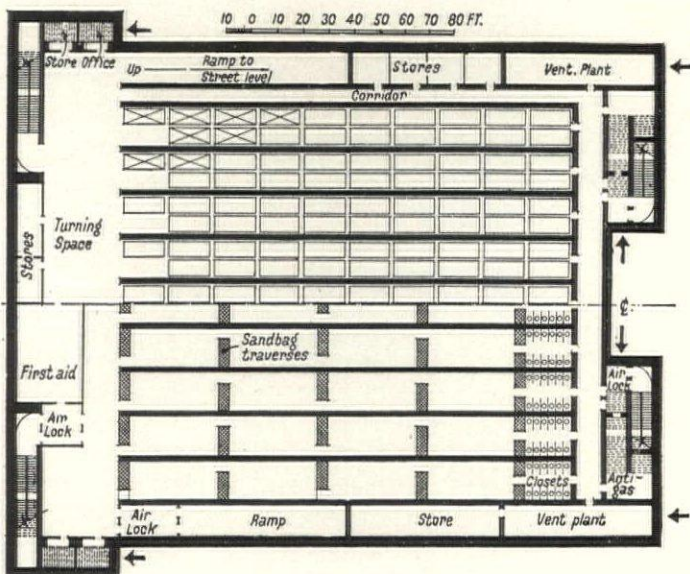 10 0 10 20 30 40 50 60 70 80 FT.
Store Office
Up
Ramp to
Street level
Stores
Vent. Plant
Corridor
Turning
Space
Stores
℄
Sandbag
traverses
First aid
Air
Lock
Air
Lock
Closets
Anti-
gas
Air
Lock
Ramp
Store
Vent plant